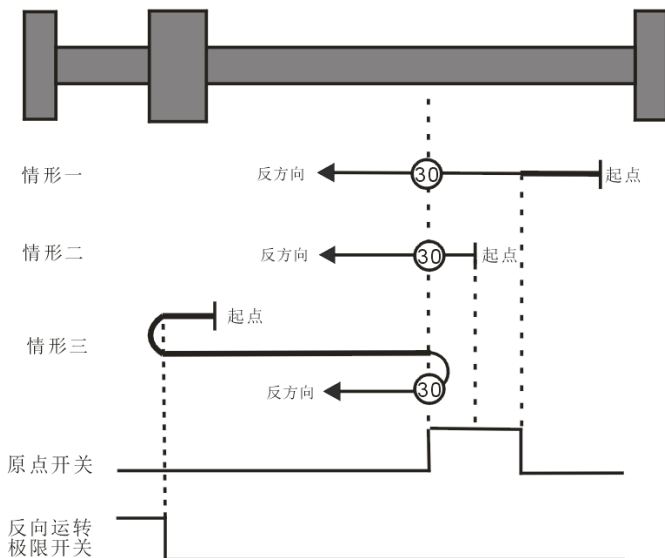 情形一 反方向 30 起点
情形二 反方向 30 起点
起点
情形三
反方向 30
原点开关
反向运转
极限开关